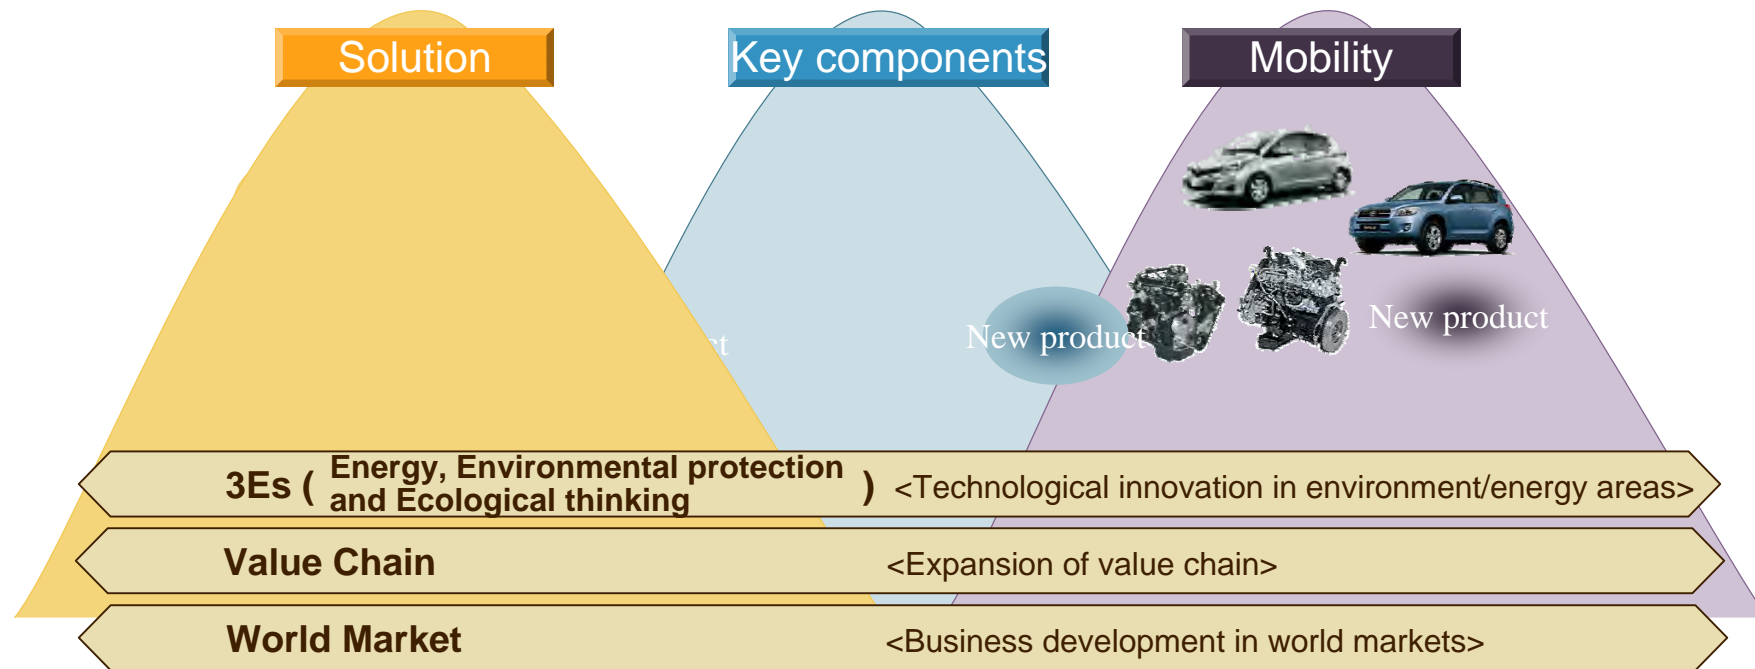 Solution
Key components
Mobility
New product
New product
3Es ( Energy, Environmental protection
and Ecological thinking ) <Technological innovation in environment/energy areas>
Value Chain <Expansion of value chain>
World Market <Business development in world markets>